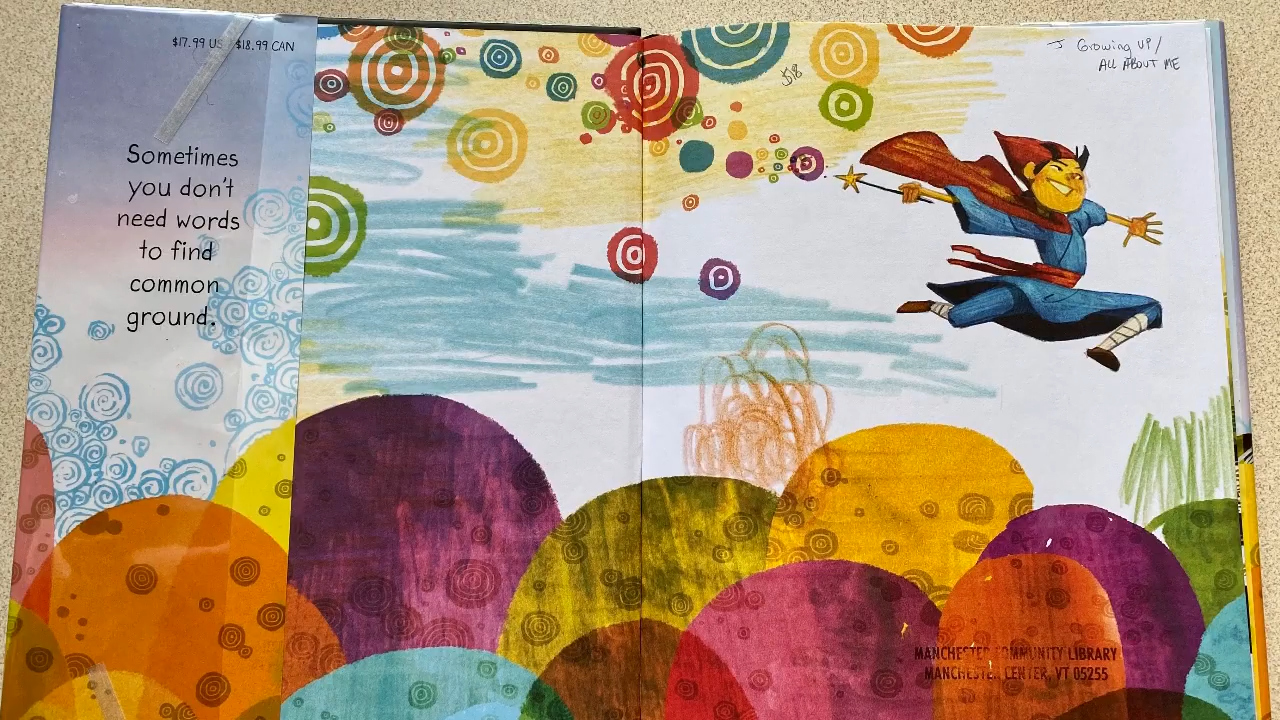 $17.99 US $18.99 CAN
Sometimes
you don't
need words
to find
common
ground.
J Growing UP/
ALL ABOUT ME
MANCHESTER COMMUNITY LIBRARY
MANCHESTER CENTER, VT 05255